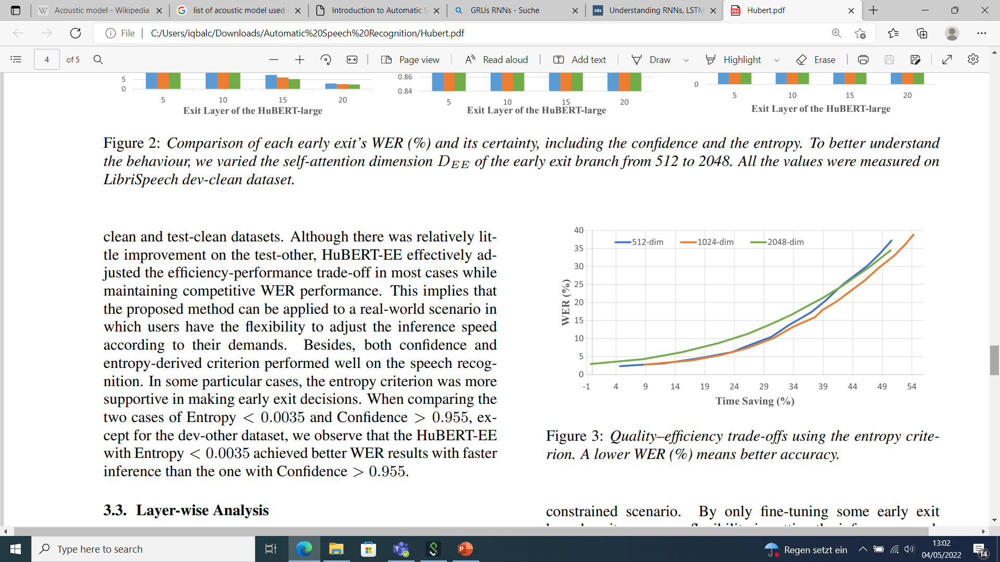 Acoustic model - Wikipedia
list of acoustic model used i
Introduction to Automatic S
GRUs RNNs - Suche
tds Understanding RNNs, LSTM
PDF Hubert.pdf
File | C:/Users/iqbalc/Downloads/Automatic%20Speech%20Recognition/Hubert.pdf
4 of 5
Page view
Read aloud
Add text
Draw
Highlight
Erase
5
0
5 10 15 20
Exit Layer of the HuBERT-large
0.86
0.84
5 10 15 20
Exit Layer of the HuBERT-large
0
5 10 15 20
Exit Layer of the HuBERT-large
Figure 2: Comparison of each early exit's WER (%) and its certainty, including the confidence and the entropy. To better understand
the behaviour, we varied the self-attention dimension D_EE of the early exit branch from 512 to 2048. All the values were measured on
LibriSpeech dev-clean dataset.
clean and test-clean datasets. Although there was relatively lit-
tle improvement on the test-other, HuBERT-EE effectively ad-
justed the efficiency-performance trade-off in most cases while
maintaining competitive WER performance. This implies that
the proposed method can be applied to a real-world scenario in
which users have the flexibility to adjust the inference speed
according to their demands. Besides, both confidence and
entropy-derived criterion performed well on the speech recog-
nition. In some particular cases, the entropy criterion was more
supportive in making early exit decisions. When comparing the
two cases of Entropy < 0.0035 and Confidence > 0.955, ex-
cept for the dev-other dataset, we observe that the HuBERT-EE
with Entropy < 0.0035 achieved better WER results with faster
inference than the one with Confidence > 0.955.
3.3. Layer-wise Analysis
512-dim 1024-dim 2048-dim
WER (%)
40
35
30
25
20
15
10
5
0
-1 4 9 14 19 24 29 34 39 44 49 54
Time Saving (%)
Figure 3: Quality–efficiency trade-offs using the entropy crite-
rion. A lower WER (%) means better accuracy.
constrained scenario. By only fine-tuning some early exit
Type here to search
Regen setzt ein
13:02
04/05/2022
14